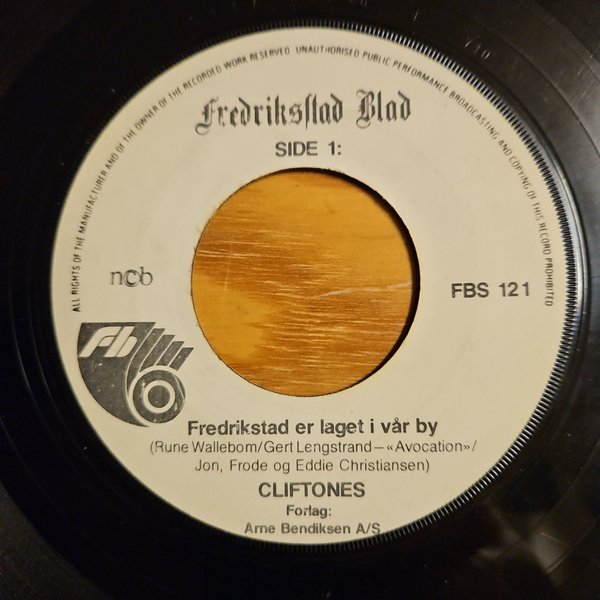 ALL RIGHTS OF THE MANUFACTURER AND OF THE OWNER OF THE RECORDED WORK RESERVED. UNAUTHORISED PUBLIC PERFORMANCE BROADCASTING AND COPYING OF THIS RECORD PROHIBITED
Fredriksstad Blad
SIDE 1:
ncb
FBS 121
Fb
Fredrikstad er laget i vår by
(Rune Wallebom/Gert Lengstrand – «Avocation»/
Jon, Frode og Eddie Christiansen)
CLIFTONES
Forlag:
Arne Bendiksen A/S